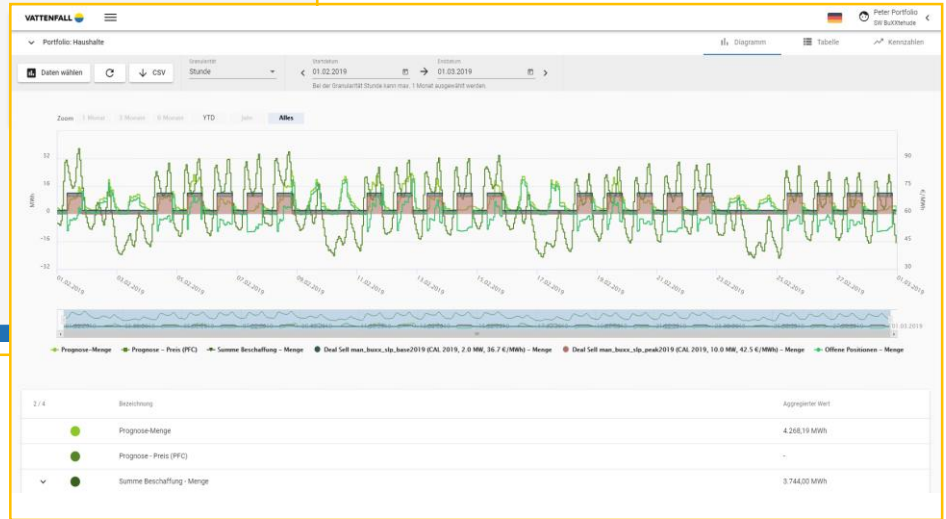 VATTENFALL
Peter Portfolio
SW BuXXtehude
Portfolio: Haushalte
Diagramm
Tabelle
Kennzahlen
Daten wählen
CSV
Granularität
Stunde
Startdatum
01.02.2019
Enddatum
01.03.2019
Bei der Granularität Stunde kann max. 1 Monat ausgewählt werden.
Zoom 1 Monat 3 Monate 6 Monate YTD Jahr Alles
32
16
0
-16
-32
MWh
90
75
60
45
30
€/MWh
01.02.2019
03.02.2019
05.02.2019
07.02.2019
09.02.2019
11.02.2019
13.02.2019
15.02.2019
17.02.2019
19.02.2019
21.02.2019
23.02.2019
25.02.2019
27.02.2019
01.03.2019
01.03.2019
Prognose-Menge
Prognose - Preis (PFC)
Summe Beschaffung - Menge
Deal Sell man_buxx_slp_base2019 (CAL 2019, 2.0 MW, 36.7 €/MWh) - Menge
Deal Sell man_buxx_slp_peak2019 (CAL 2019, 10.0 MW, 42.5 €/MWh) - Menge
Offene Positionen - Menge
2 / 4
Bezeichnung
Aggregierter Wert
Prognose-Menge
4.268,19 MWh
Prognose - Preis (PFC)
-
Summe Beschaffung - Menge
3.744,00 MWh